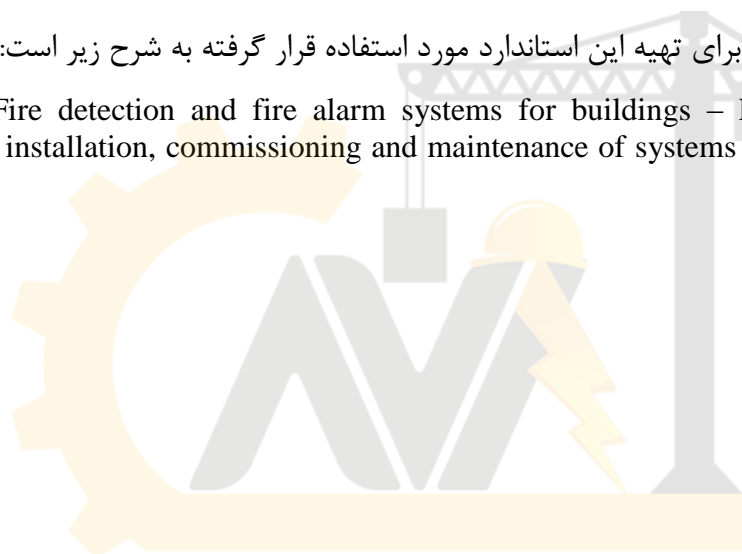 برای تهیه این استاندارد مورد استفاده قرار گرفته به شرح زیر است:
Fire detection and fire alarm systems for buildings –
installation, commissioning and maintenance of systems